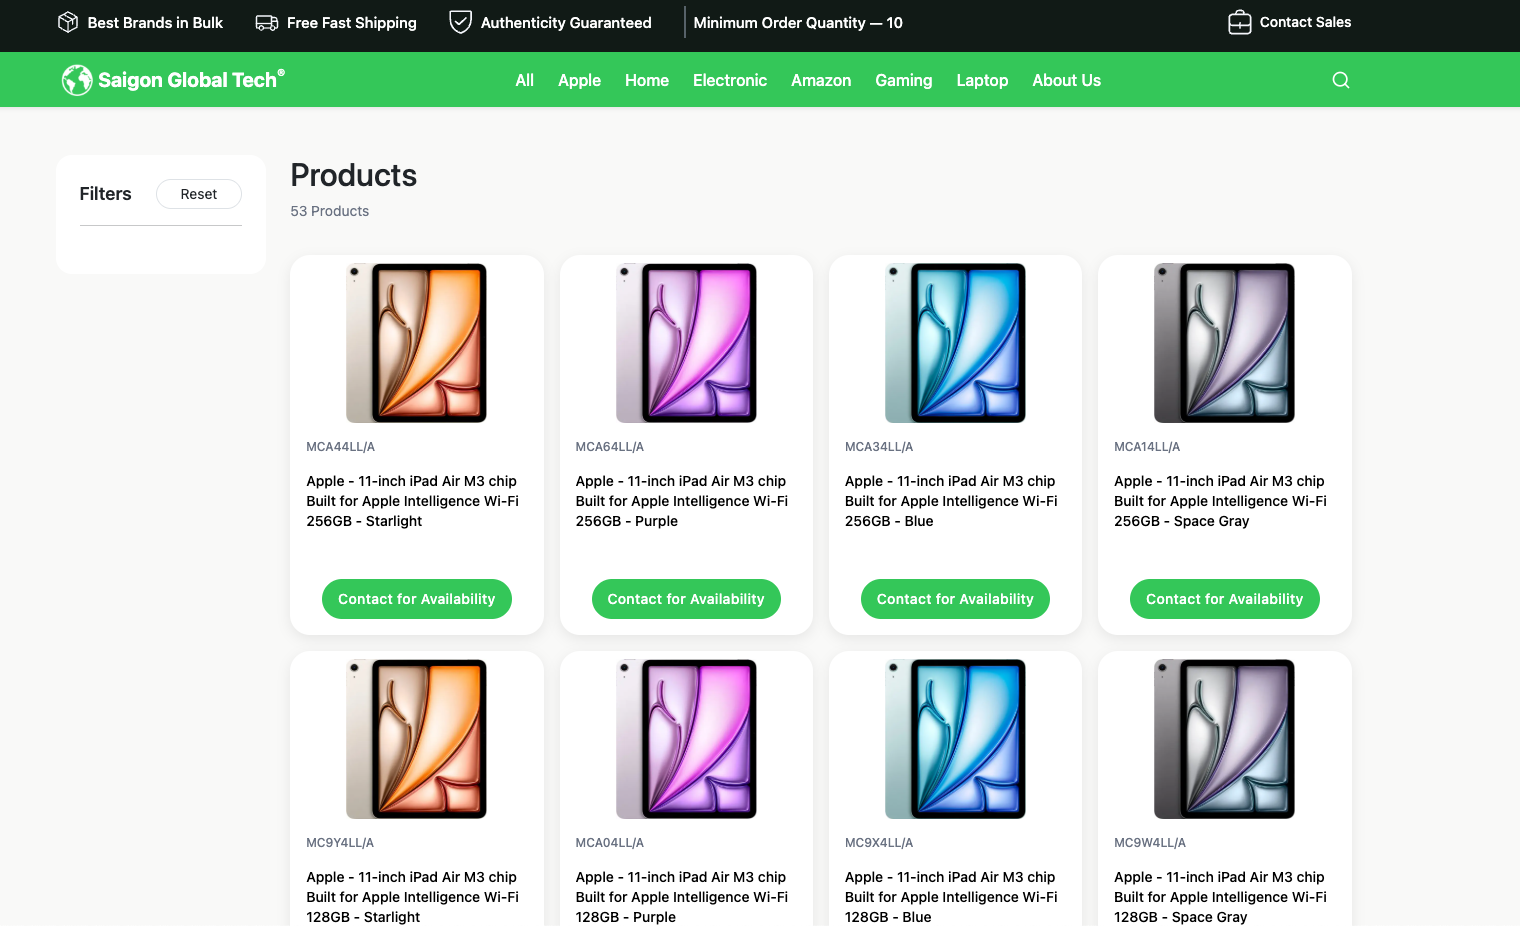 Best Brands in Bulk
Free Fast Shipping
Authenticity Guaranteed
Minimum Order Quantity — 10
Contact Sales
Saigon Global Tech®
All
Apple
Home
Electronic
Amazon
Gaming
Laptop
About Us
Filters
Reset
Products
53 Products
MCA44LL/A
Apple - 11-inch iPad Air M3 chip
Built for Apple Intelligence Wi-Fi
256GB - Starlight
Contact for Availability
MCA64LL/A
Apple - 11-inch iPad Air M3 chip
Built for Apple Intelligence Wi-Fi
256GB - Purple
Contact for Availability
MCA34LL/A
Apple - 11-inch iPad Air M3 chip
Built for Apple Intelligence Wi-Fi
256GB - Blue
Contact for Availability
MCA14LL/A
Apple - 11-inch iPad Air M3 chip
Built for Apple Intelligence Wi-Fi
256GB - Space Gray
Contact for Availability
MC9Y4LL/A
Apple - 11-inch iPad Air M3 chip
Built for Apple Intelligence Wi-Fi
128GB - Starlight
MCA04LL/A
Apple - 11-inch iPad Air M3 chip
Built for Apple Intelligence Wi-Fi
128GB - Purple
MC9X4LL/A
Apple - 11-inch iPad Air M3 chip
Built for Apple Intelligence Wi-Fi
128GB - Blue
MC9W4LL/A
Apple - 11-inch iPad Air M3 chip
Built for Apple Intelligence Wi-Fi
128GB - Space Gray